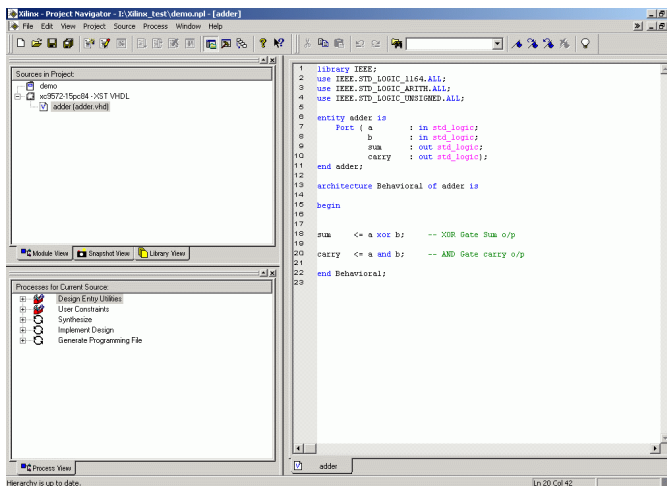 Xilinx - Project Navigator - I:\Xilinx_test\demo.npl - [adder]
File Edit View Project Source Process Window Help
Sources in Project:
demo
xc9572-15pc84 - XST VHDL
adder (adder.vhd)
Module View Snapshot View Library View
Processes for Current Source:
Design Entry Utilities
User Constraints
Synthesize
Implement Design
Generate Programming File
Process View
1 library IEEE;
2 use IEEE.STD_LOGIC_1164.ALL;
3 use IEEE.STD_LOGIC_ARITH.ALL;
4 use IEEE.STD_LOGIC_UNSIGNED.ALL;
5
6 entity adder is
7 Port ( a : in std_logic;
8 b : in std_logic;
9 sum : out std_logic;
10 carry : out std_logic);
11 end adder;
12
13 architecture Behavioral of adder is
14
15 begin
16
17
18 sum <= a xor b; -- XOR Gate Sum o/p
19
20 carry <= a and b; -- AND Gate carry o/p
21
22 end Behavioral;
23
adder
Hierarchy is up to date.
Ln 20 Col 42